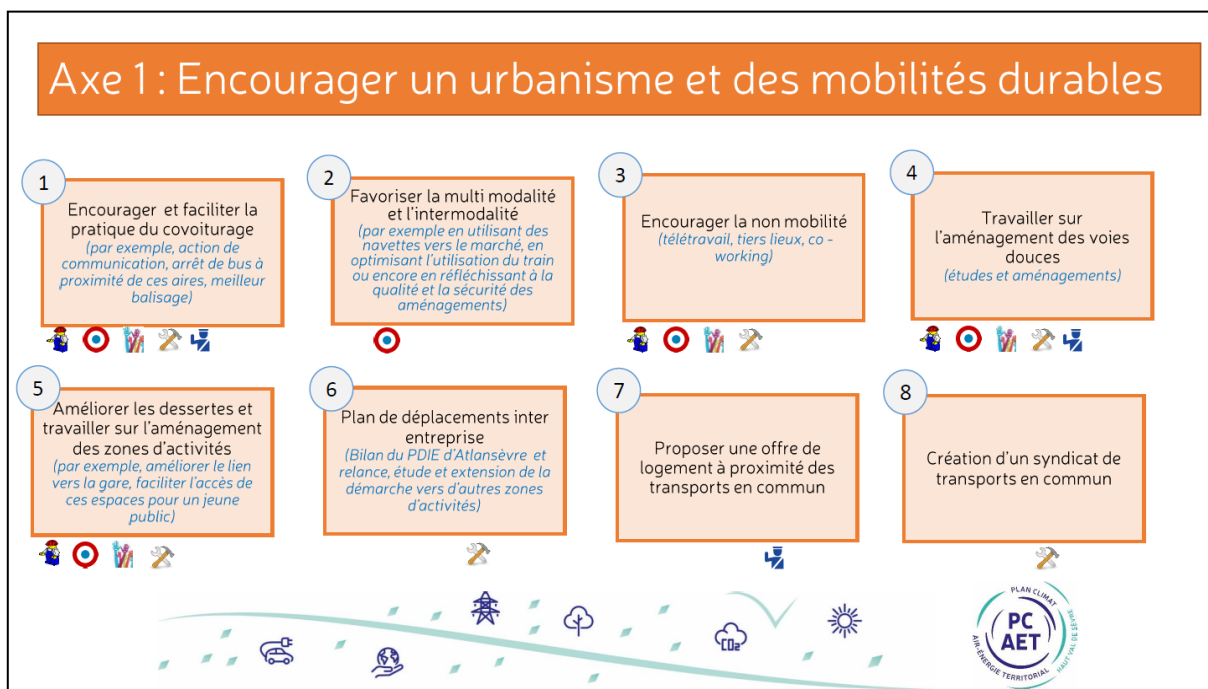 Axe 1 : Encourager un urbanisme et des mobilités durables
1
Encourager et faciliter la
pratique du covoiturage
(par exemple, action de
communication, arrêt de bus à
proximité de ces aires, meilleur
balisage)
2
Favoriser la multi modalité
et l'intermodalité
(par exemple en utilisant des
navettes vers le marché, en
optimisant l'utilisation du train
ou encore en réfléchissant à la
qualité et la sécurité des
aménagements)
3
Encourager la non mobilité
(télétravail, tiers lieux, co -
working)
4
Travailler sur
l'aménagement des voies
douces
(études et aménagements)
5
Améliorer les dessertes et
travailler sur l'aménagement
des zones d'activités
(par exemple, améliorer le lien
vers la gare, faciliter l'accès de
ces espaces pour un jeune
public)
6
Plan de déplacements inter
entreprise
(Bilan du PDIE d'Atlansèvre et
relance, étude et extension de la
démarche vers d'autres zones
d'activités)
7
Proposer une offre de
logement à proximité des
transports en commun
8
Création d'un syndicat de
transports en commun
CO2
PLAN CLIMAT
PC
AET
AIR-ÉNERGIE TERRITORIAL
HAUT VAL DE SÈVRE